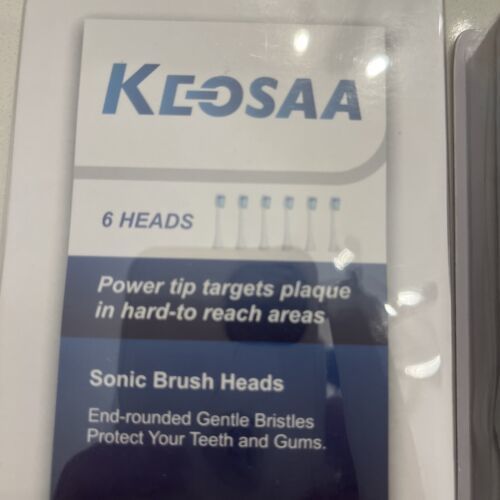 KEOSAA
6 HEADS
Power tip targets plaque
in hard-to reach areas
Sonic Brush Heads
End-rounded Gentle Bristles
Protect Your Teeth and Gums.